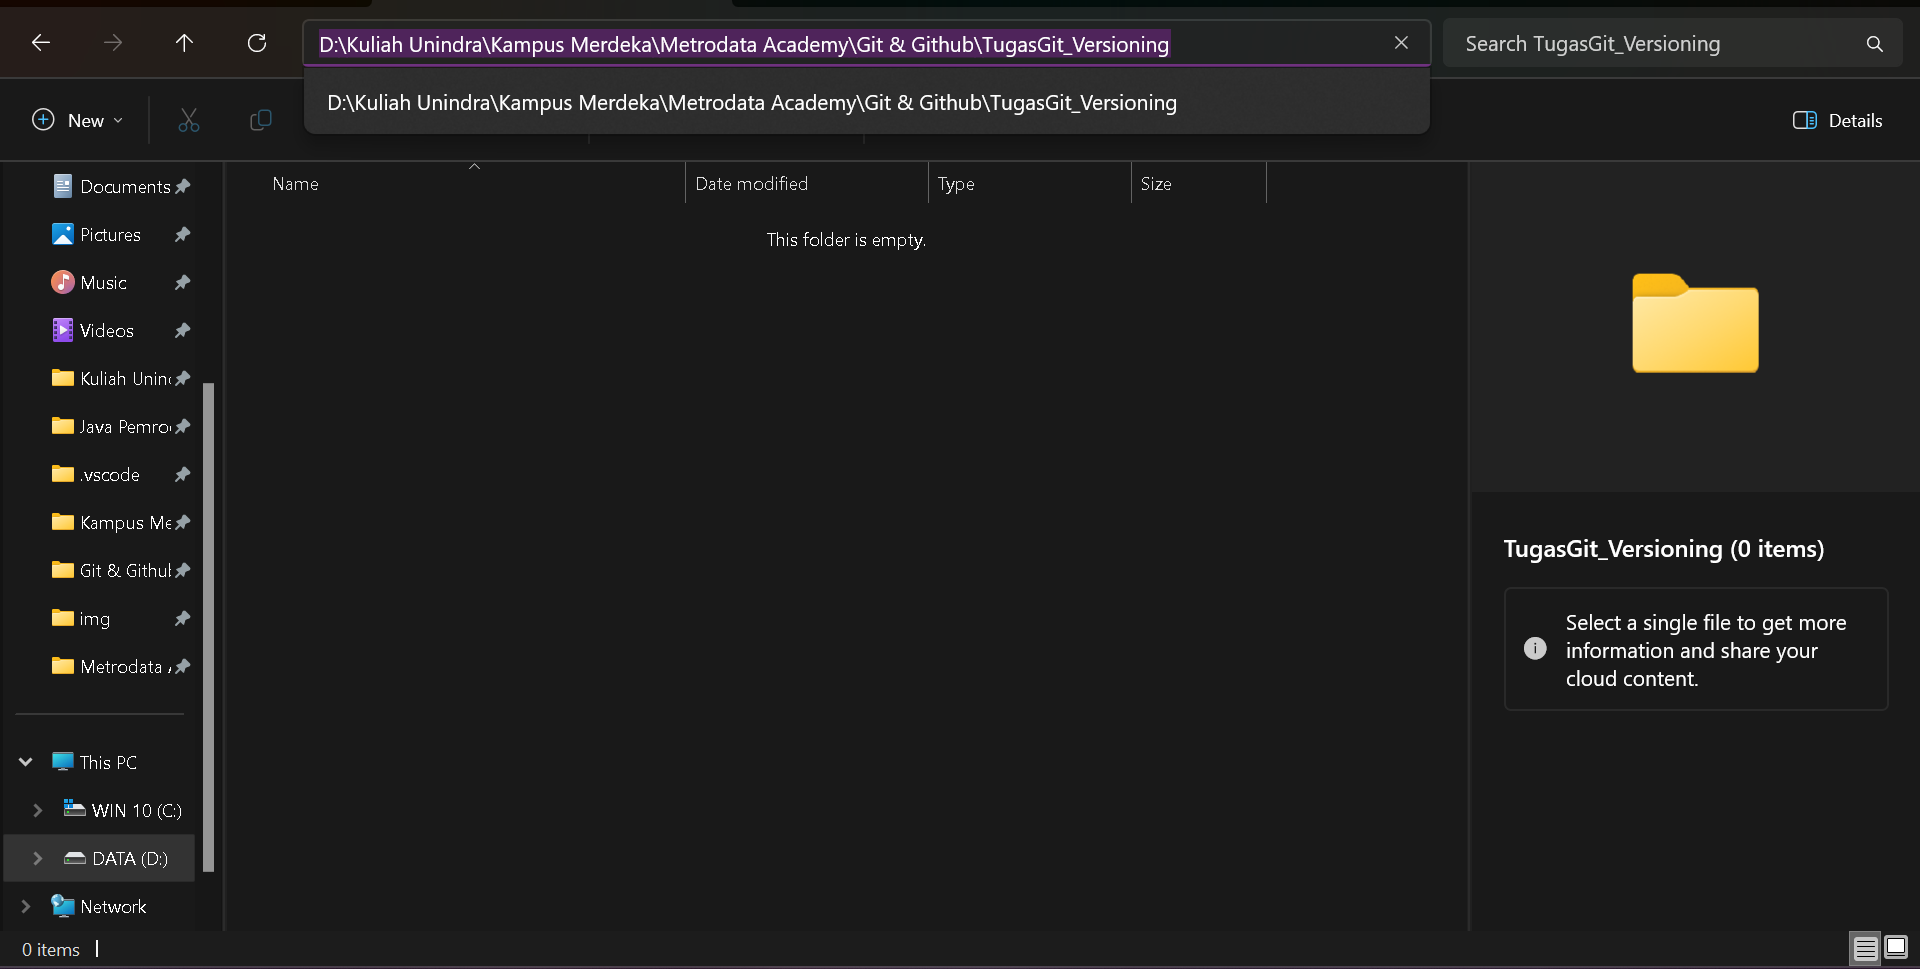 D:\Kuliah Unindra\Kampus Merdeka\Metrodata Academy\Git & Github\TugasGit_Versioning
Search TugasGit_Versioning
D:\Kuliah Unindra\Kampus Merdeka\Metrodata Academy\Git & Github\TugasGit_Versioning
New
Details
Name
Date modified
Type
Size
This folder is empty.
Documents
Pictures
Music
Videos
Kuliah Unin
Java Pemro
.vscode
Kampus Me
Git & Githu
img
Metrodata
This PC
WIN 10 (C:)
DATA (D:)
Network
TugasGit_Versioning (0 items)
Select a single file to get more
information and share your
cloud content.
0 items